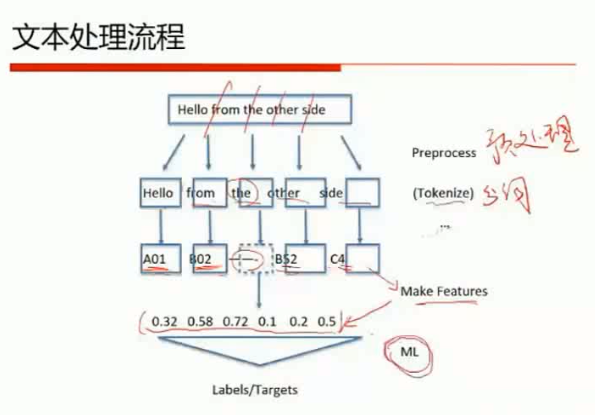 文本处理流程
Hello from the other side
Preprocess 预处理
Hello from the other side
(Tokenize) 分词
...
A01 B02 —— B52 C4
Make Features
0.32 0.58 0.72 0.1 0.2 0.5
ML
Labels/Targets